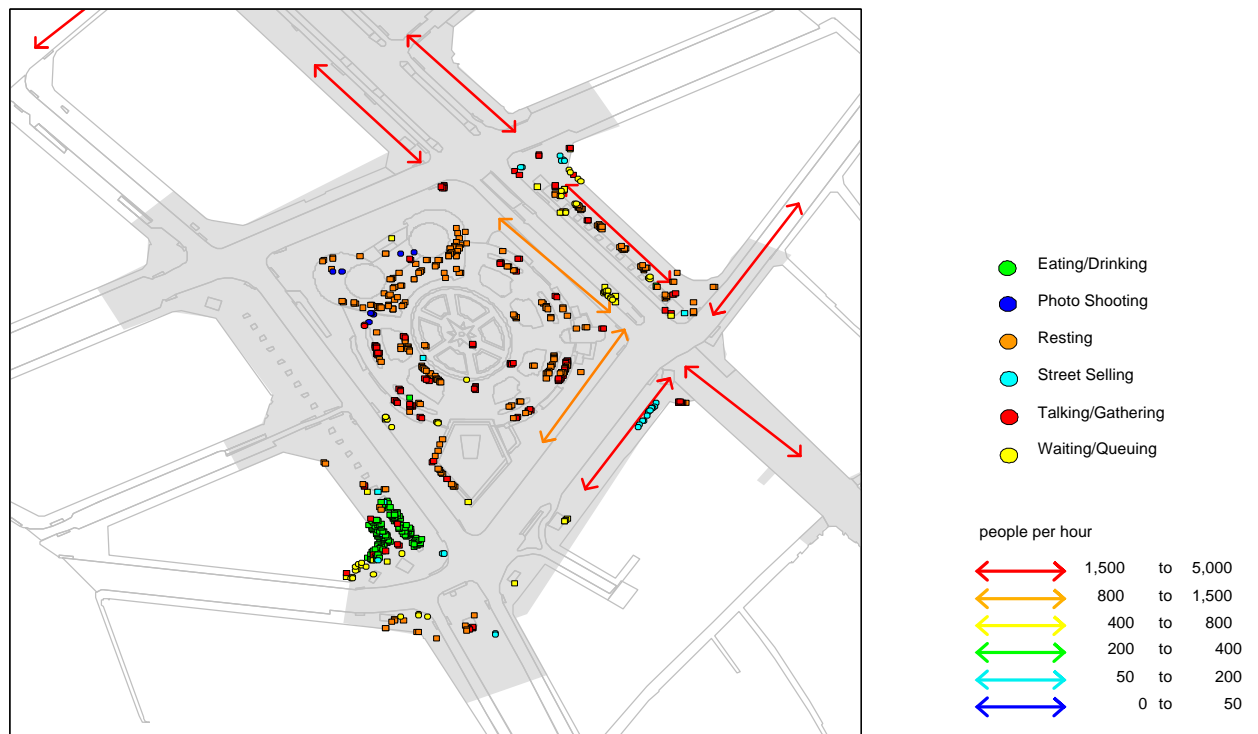 Eating/Drinking
Photo Shooting
Resting
Street Selling
Talking/Gathering
Waiting/Queuing
people per hour
1,500 to 5,000
800 to 1,500
400 to 800
200 to 400
50 to 200
0 to 50